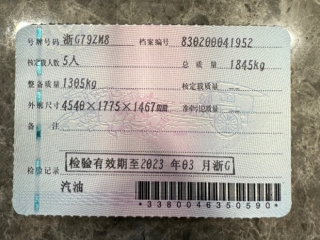 号牌号码 浙G79ZM8 档案编号 830200041952
核定载人数 5人 总质量 1845kg
整备质量 1305kg 核定载质量 --
外廓尺寸 4540×1775×1467mm 准牵引总质量 --
备注
检验记录 检验有效期至2023年03月浙G
汽油
*3380046350590*